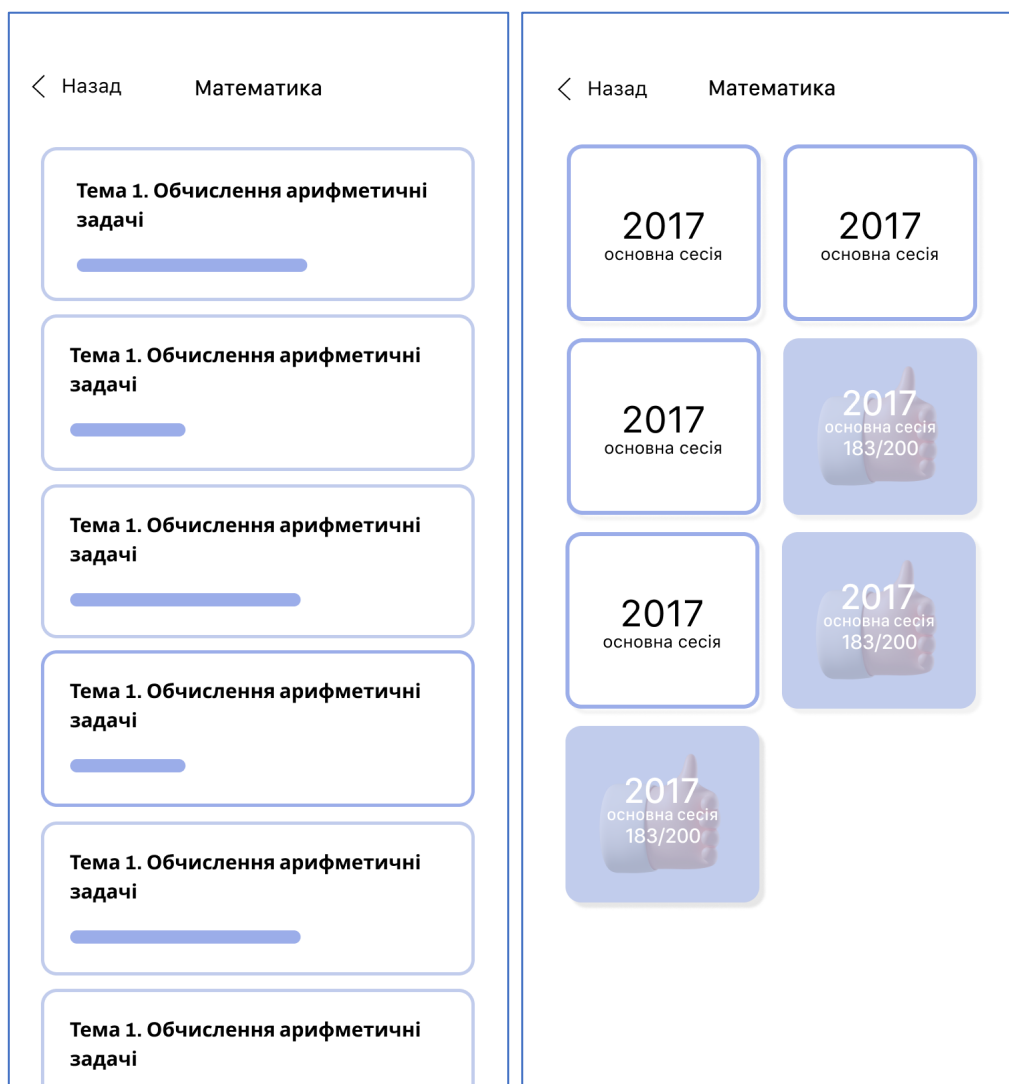 Назад
Математика
Тема 1. Обчислення арифметичні
задачі
Тема 1. Обчислення арифметичні
задачі
Тема 1. Обчислення арифметичні
задачі
Тема 1. Обчислення арифметичні
задачі
Тема 1. Обчислення арифметичні
задачі
Тема 1. Обчислення арифметичні
задачі
Назад
Математика
2017
основна сесія
2017
основна сесія
2017
основна сесія
2017
основна сесія
183/200
2017
основна сесія
2017
основна сесія
183/200
2017
основна сесія
183/200